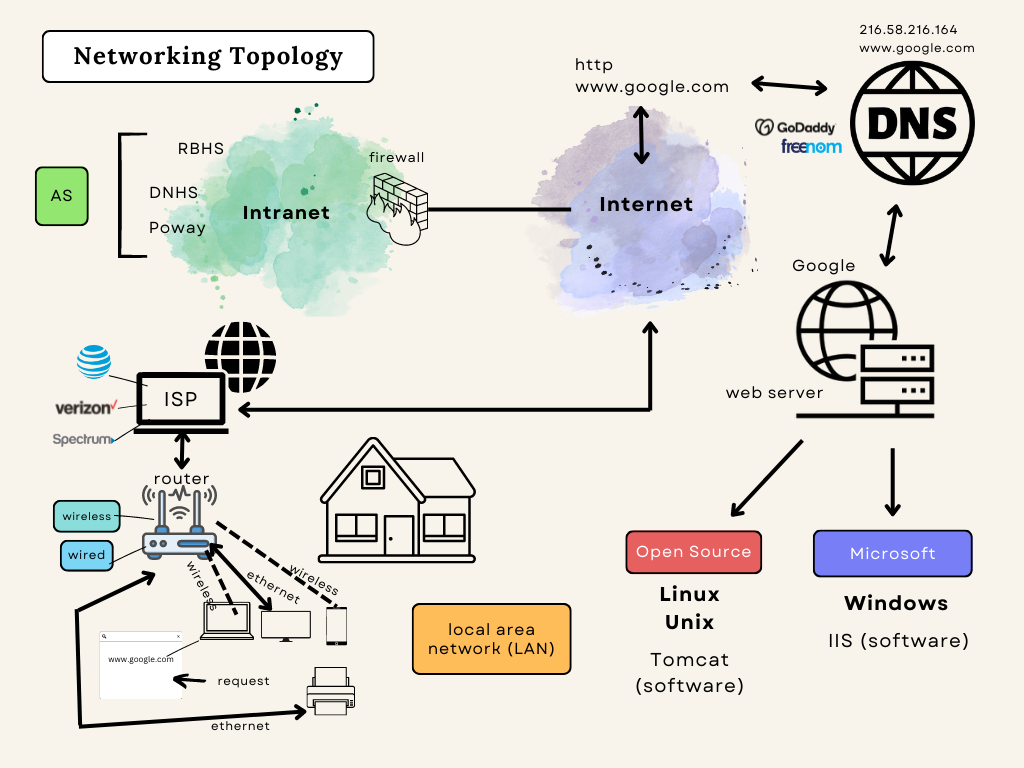 Networking Topology
216.58.216.164
www.google.com
http
www.google.com
DNS
GoDaddy
freenom
AS
RBHS
DNHS
Poway
Intranet
firewall
Internet
Google
web server
ISP
verizon
Spectrum
router
wireless
wired
wireless
ethernet
wireless
www.google.com
request
ethernet
local area
network (LAN)
Open Source
Linux
Unix
Tomcat
(software)
Microsoft
Windows
IIS (software)